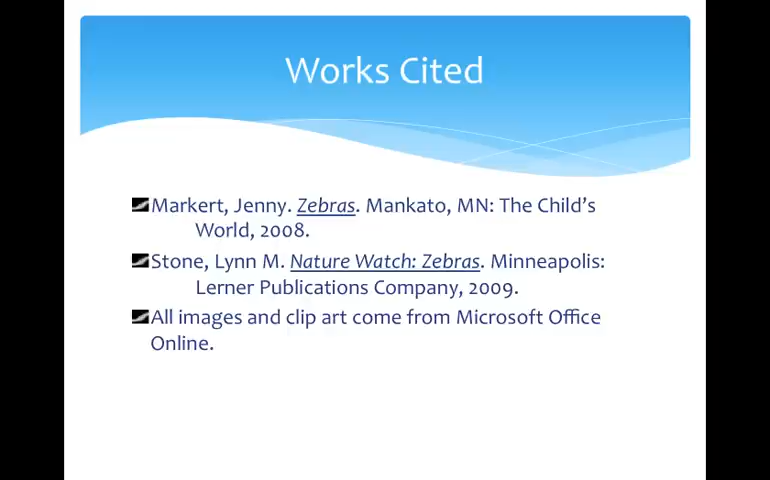 Works Cited
Markert, Jenny. Zebras. Mankato, MN: The Child's
World, 2008.
Stone, Lynn M. Nature Watch: Zebras. Minneapolis:
Lerner Publications Company, 2009.
All images and clip art come from Microsoft Office
Online.